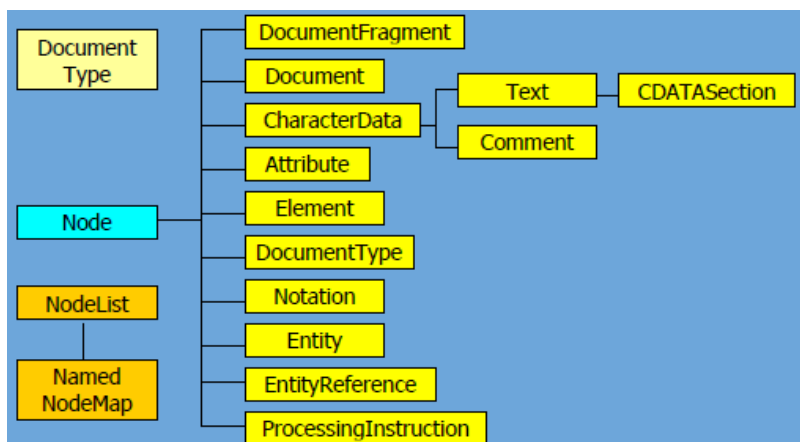 Document
Type
Node
NodeList
Named
NodeMap
DocumentFragment
Document
CharacterData
Text
CDATASection
Comment
Attribute
Element
DocumentType
Notation
Entity
EntityReference
ProcessingInstruction